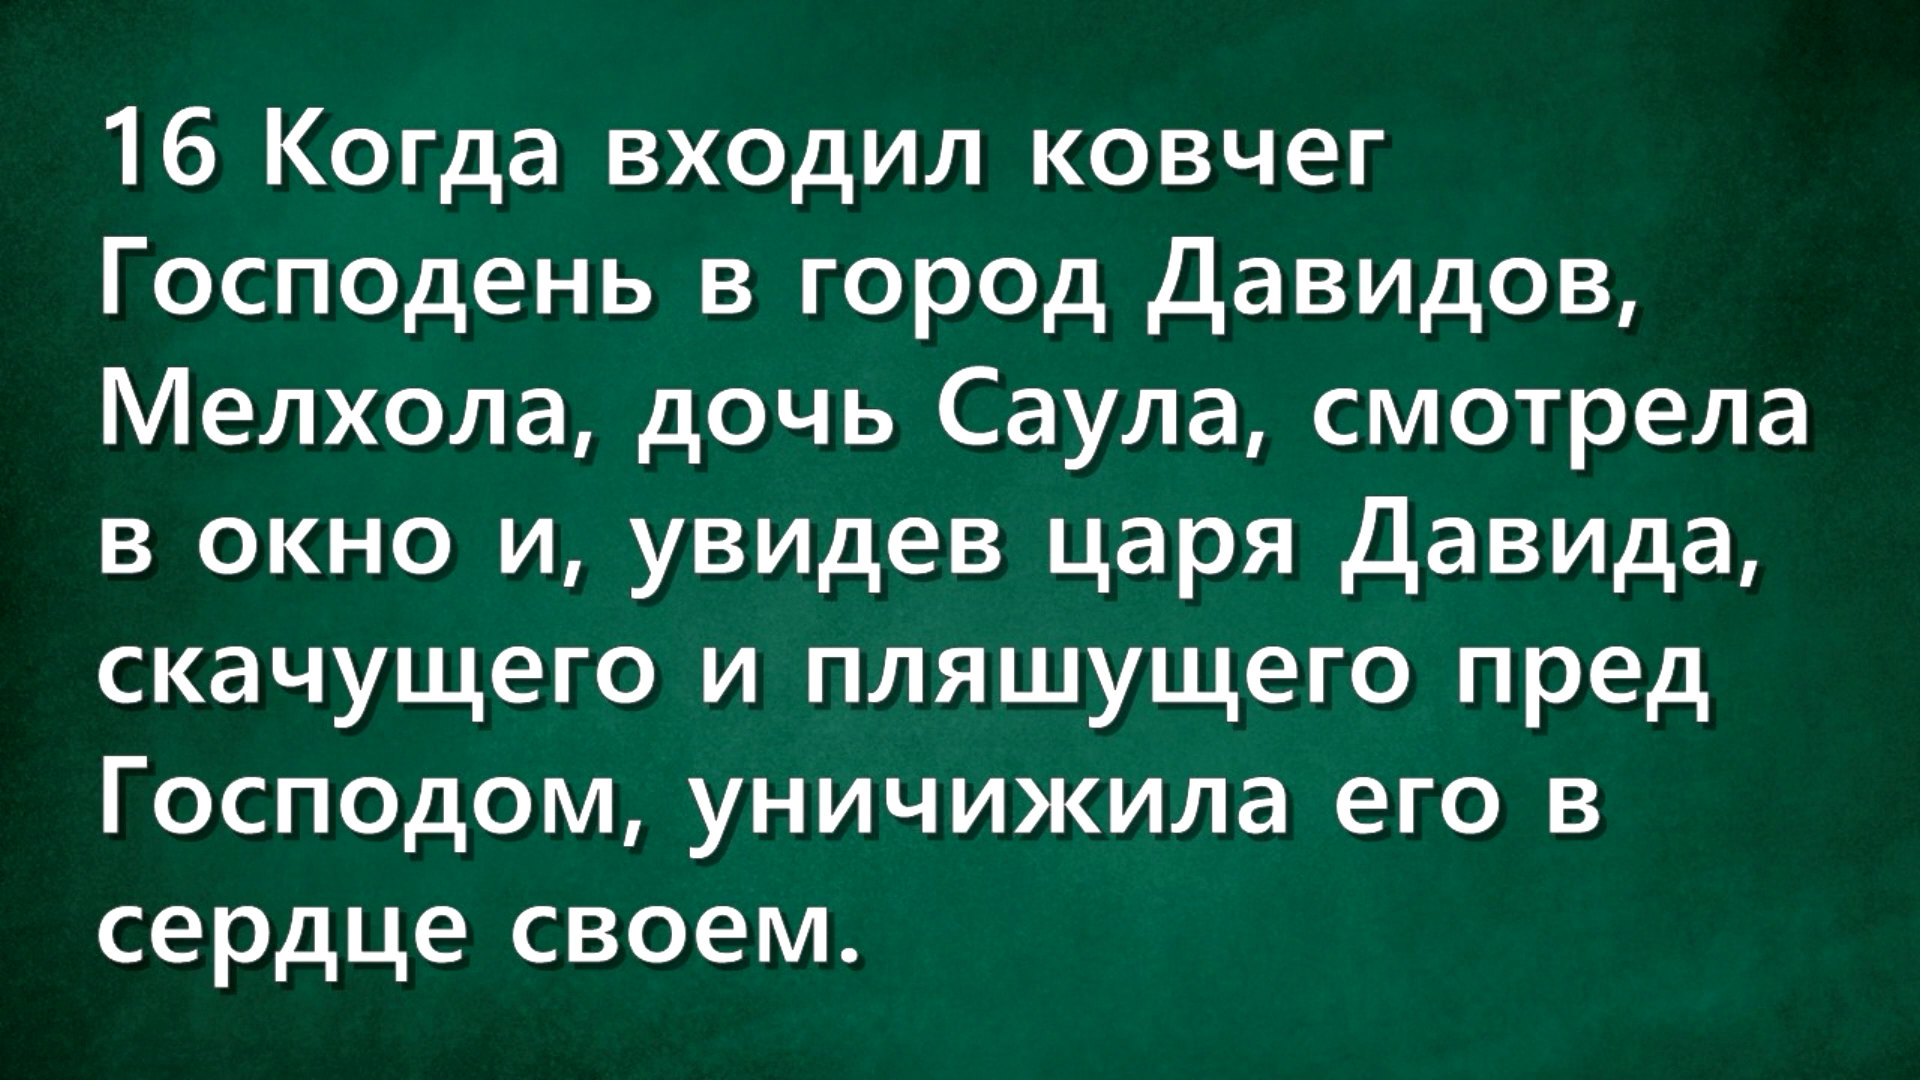 16 Когда входил ковчег
Господень в город Давидов,
Мелхола, дочь Саула, смотрела
в окно и, увидев царя Давида,
скачущего и пляшущего пред
Господом, уничижила его в
сердце своем.